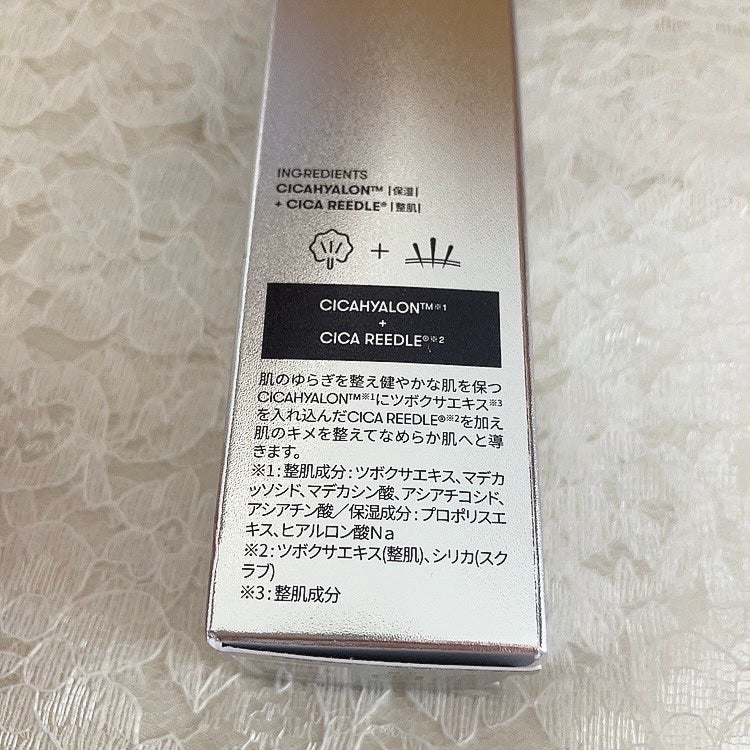 INGREDIENTS
CICAHYALON™ |保湿|
+ CICA REEDLE® |整肌|
+
CICAHYALON™※1
+
CICA REEDLE®※2
肌のゆらぎを整え健やかな肌を保つ
CICAHYALON™※1にツボクサエキス※3
を入れ込んだCICA REEDLE®※2を加え
肌のキメを整えてなめらか肌へと導
きます。
※1:整肌成分:ツボクサエキス、マデカ
ッソシド、マデカシン酸、アシアチコシド、
アシアチン酸/保湿成分:プロポリスエ
キス、ヒアルロン酸Na
※2:ツボクサエキス(整肌)、シリカ(スク
ラブ)
※3:整肌成分